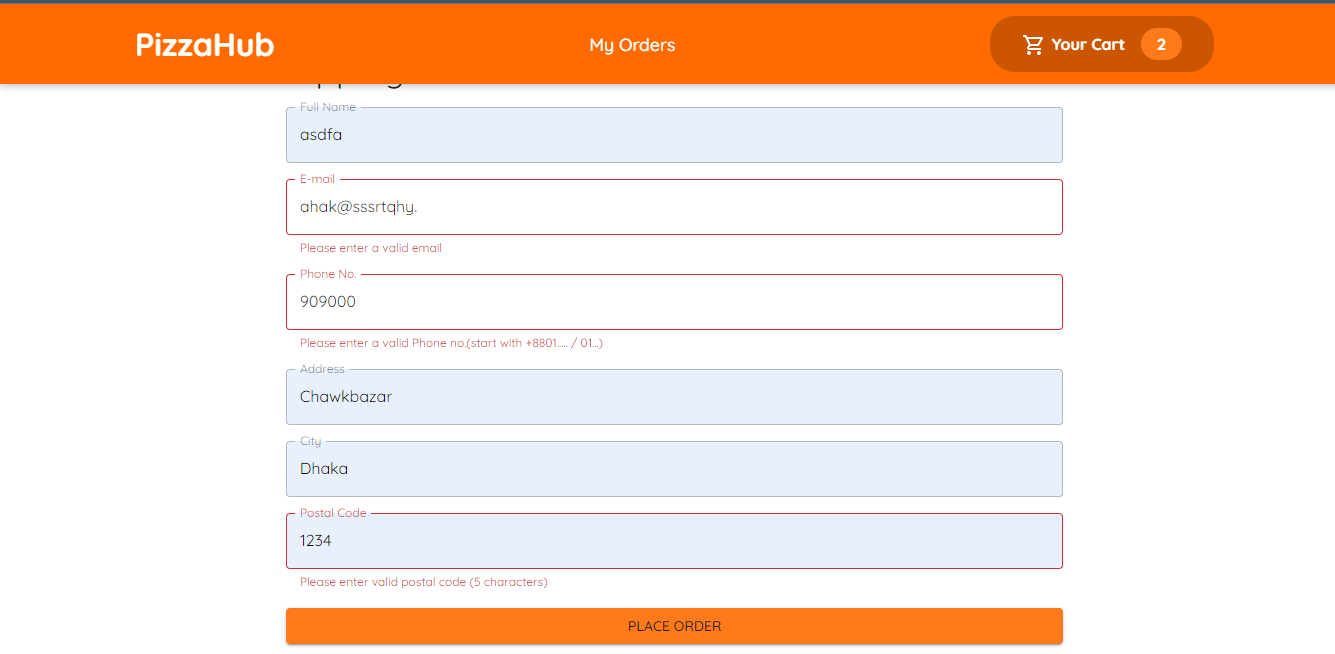 PizzaHub
My Orders
Your Cart 2
Full Name
asdfa
E-mail
ahak@sssrtqhy.
Please enter a valid email
Phone No.
909000
Please enter a valid Phone no.(start with +8801..... / 01...)
Address
Chawkbazar
City
Dhaka
Postal Code
1234
Please enter valid postal code (5 characters)
PLACE ORDER